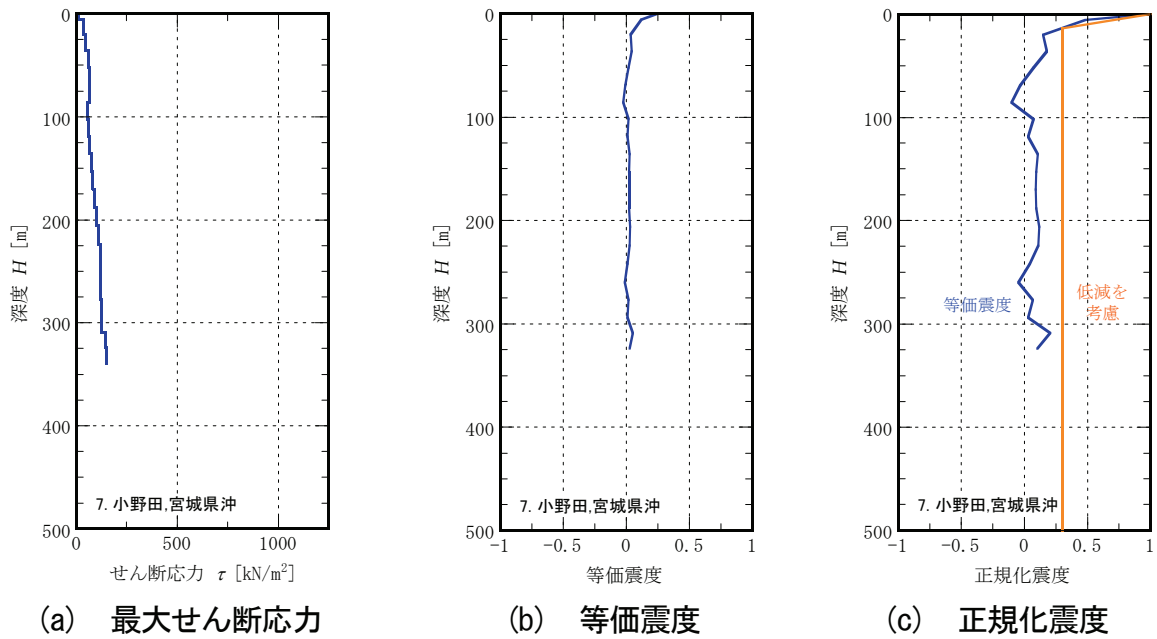 0
100
200
300
400
500
深度 H [m]
7. 小野田,宮城県沖
0
500
1000
せん断応力 τ [kN/m²]
(a) 最大せん断応力
0
100
200
300
400
500
深度 H [m]
7. 小野田,宮城県沖
-1
-0.5
0
0.5
1
等価震度
(b) 等価震度
0
100
200
300
400
500
深度 H [m]
等価震度
低減を
考慮
7. 小野田,宮城県沖
-1
-0.5
0
0.5
1
正規化震度
(c) 正規化震度